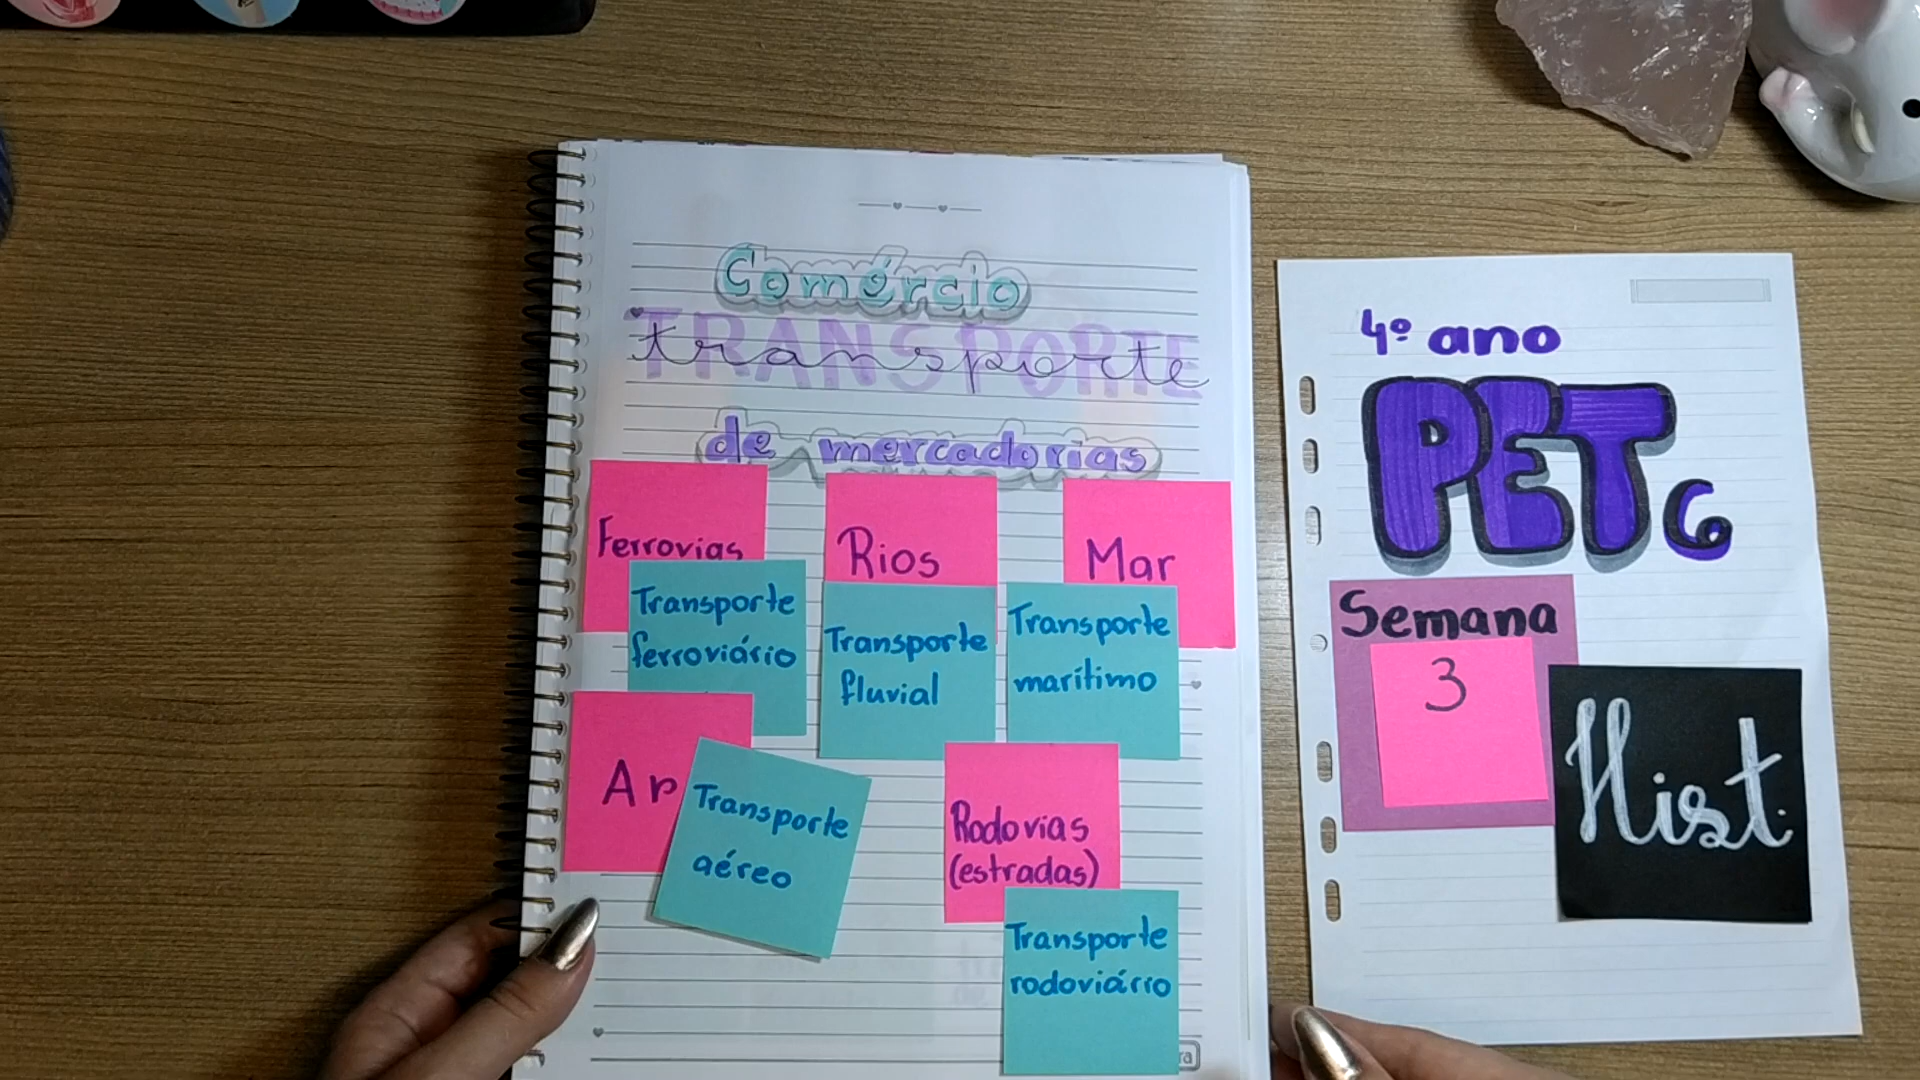 Comércio
TRANSPORTE
transporte
de mercadorias
Ferrovias
Transporte
ferroviário
Rios
Transporte
fluvial
Mar
Transporte
marítimo
Ar
Transporte
aéreo
Rodovias
(estradas)
Transporte
rodoviário
4º ano
PET 6
Semana
3
Hist.